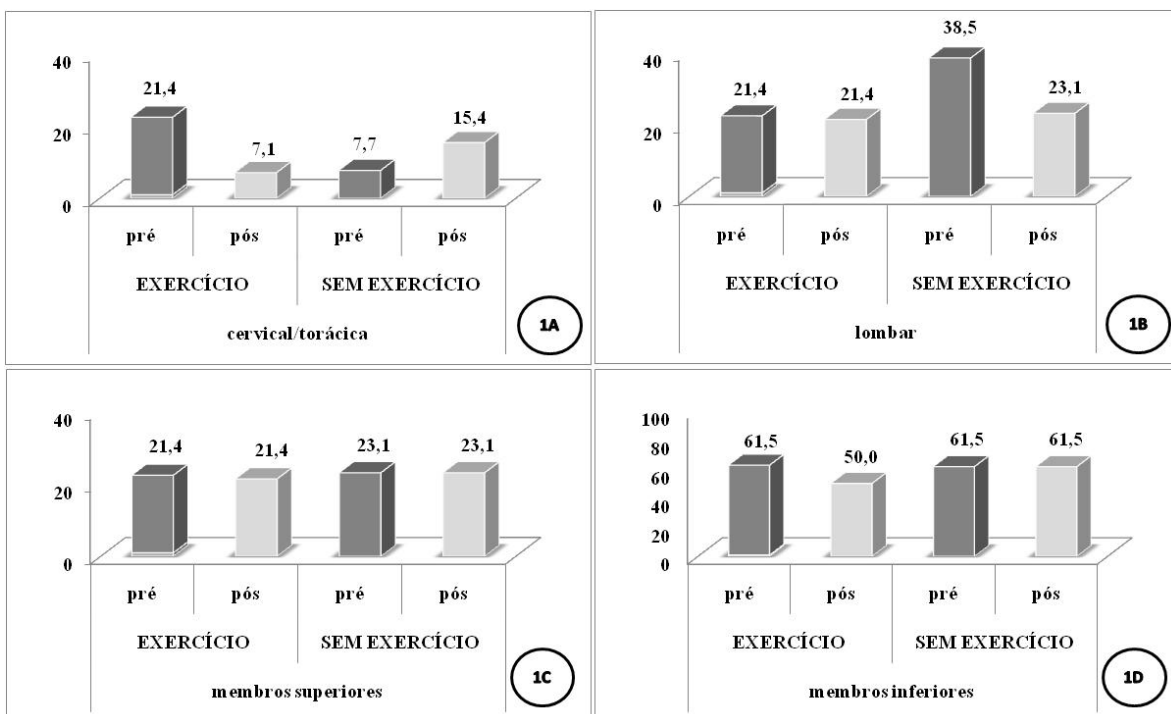 40
20
0
21,4
7,1
7,7
15,4
pré pós pré pós
EXERCÍCIO SEM EXERCÍCIO
cervical/torácica
1A
40
20
0
21,4
21,4
38,5
23,1
pré pós pré pós
EXERCÍCIO SEM EXERCÍCIO
lombar
1B
40
20
0
21,4
21,4
23,1
23,1
pré pós pré pós
EXERCÍCIO SEM EXERCÍCIO
membros superiores
1C
100
80
60
40
20
0
61,5
50,0
61,5
61,5
pré pós pré pós
EXERCÍCIO SEM EXERCÍCIO
membros inferiores
1D